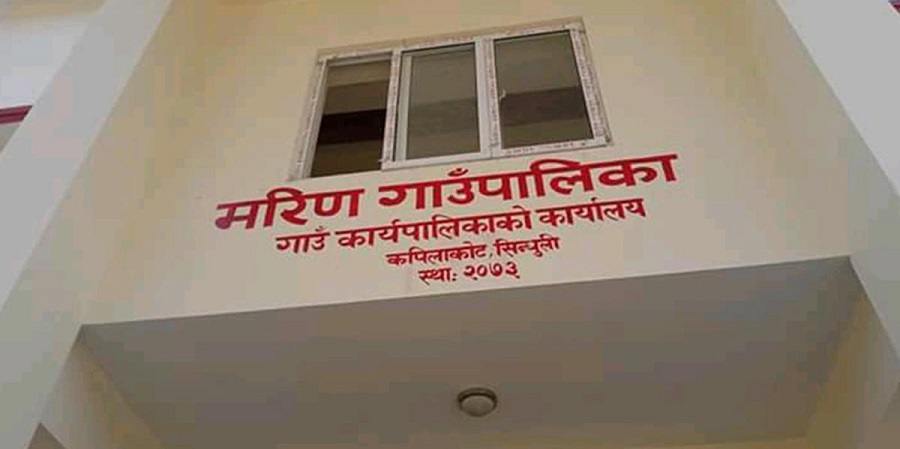 मरिण गाउँपालिका
गाउँ कार्यपालिकाको कार्यालय
कपिलाकोट, सिन्धुली
स्था: २०७३